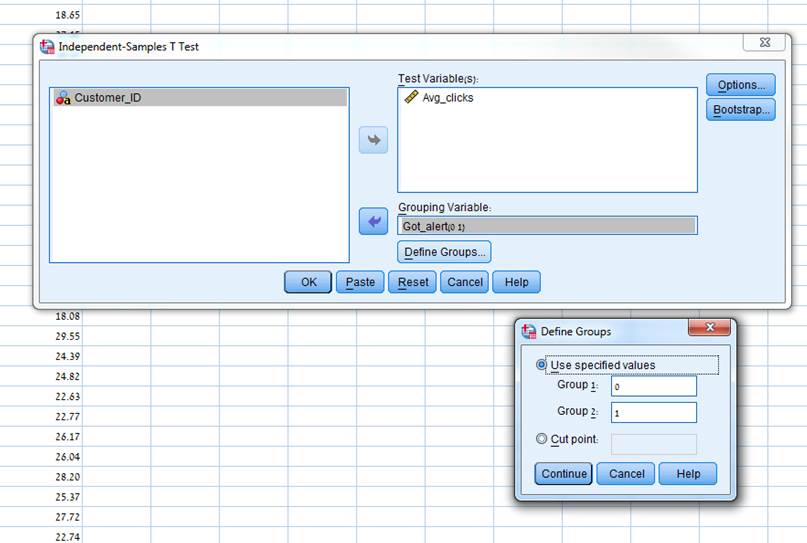 18.65
Independent-Samples T Test
Customer_ID
Test Variable(s):
Avg_clicks
Options...
Bootstrap...
Grouping Variable:
Got_alert(0 1)
Define Groups...
OK Paste Reset Cancel Help
18.08
29.55
24.39
24.82
22.63
22.77
26.17
26.04
28.20
25.37
27.72
22.74
Define Groups
Use specified values
Group 1: 0
Group 2: 1
Cut point:
Continue Cancel Help